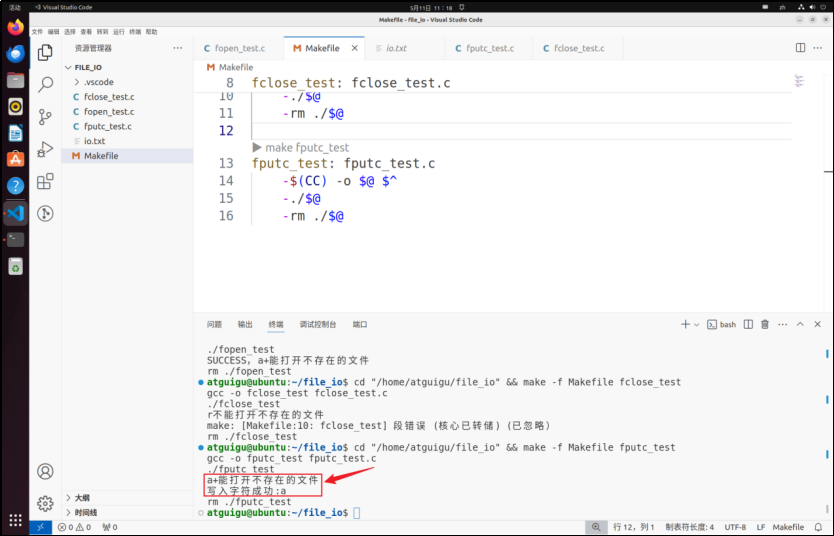 活动
Visual Studio Code
5月11日 11：18
zh
Makefile - file_io - Visual Studio Code
文件 编辑 选择 查看 转到 运行 终端 帮助
资源管理器
FILE_IO
.vscode
C fclose_test.c
C fopen_test.c
C fputc_test.c
io.txt
M Makefile
大纲
时间线
C fopen_test.c
M Makefile
io.txt
C fputc_test.c
C fclose_test.c
M Makefile
8 fclose_test: fclose_test.c
10 -./$@
11 -rm ./$@
12
make fputc_test
13 fputc_test: fputc_test.c
14 -$(CC) -o $@ $^
15 -./$@
16 -rm ./$@
问题 输出 终端 调试控制台 端口
bash
./fopen_test
SUCCESS，a+能打开不存在的文件
rm ./fopen_test
atguigu@ubuntu:~/file_io$ cd "/home/atguigu/file_io" && make -f Makefile fclose_test
gcc -o fclose_test fclose_test.c
./fclose_test
r不能打开不存在的文件
make: [Makefile:10: fclose_test] 段错误 (核心已转储) (已忽略)
rm ./fclose_test
atguigu@ubuntu:~/file_io$ cd "/home/atguigu/file_io" && make -f Makefile fputc_test
gcc -o fputc_test fputc_test.c
./fputc_test
a+能打开不存在的文件
写入字符成功:a
rm ./fputc_test
atguigu@ubuntu:~/file_io$
0 0 0
行 12，列 1 制表符长度: 4 UTF-8 LF Makefile